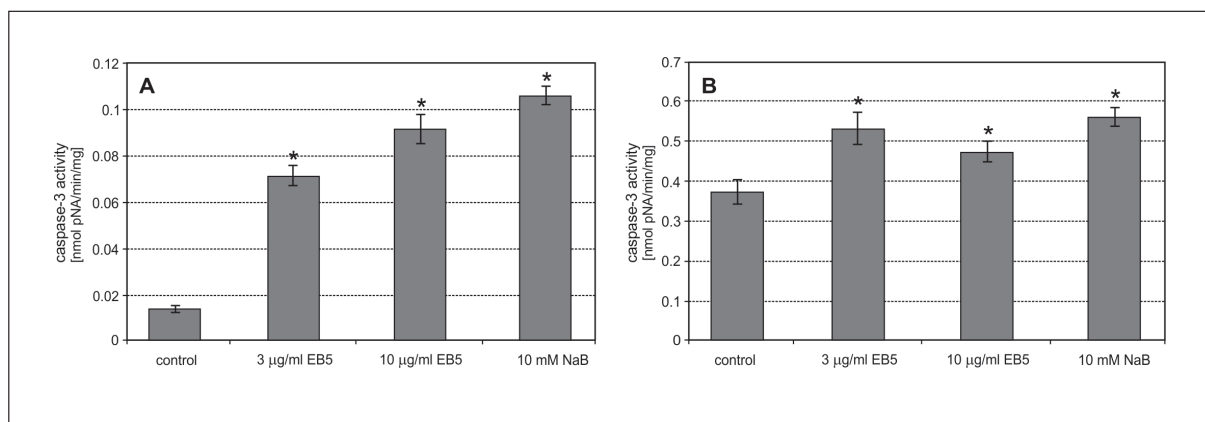 A
caspase-3 activity
[nmol pNA/min/mg]
0.12
0.1
0.08
0.06
0.04
0.02
0
*
*
*
control
3 µg/ml EB5
10 µg/ml EB5
10 mM NaB
B
caspase-3 activity
[nmol pNA/min/mg]
0.7
0.6
0.5
0.4
0.3
0.2
0.1
0
*
*
*
control
3 µg/ml EB5
10 µg/ml EB5
10 mM NaB